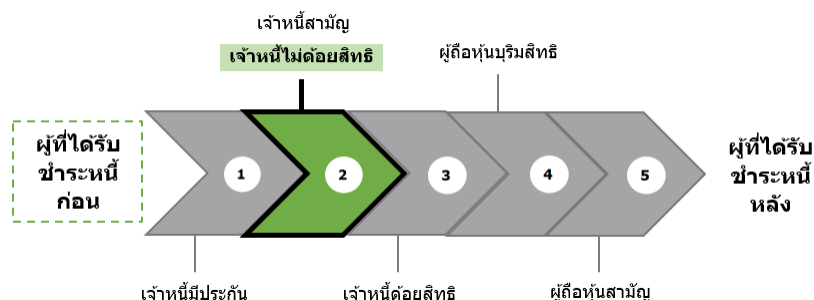 เจ้าหนี้สามัญ
เจ้าหนี้ไม่ด้อยสิทธิ
ผู้ถือหุ้นบุริมสิทธิ
ผู้ที่ได้รับ
ชำระหนี้
ก่อน
1
2
3
4
5
ผู้ที่ได้รับ
ชำระหนี้
หลัง
เจ้าหนี้มีประกัน
เจ้าหนี้ด้อยสิทธิ
ผู้ถือหุ้นสามัญ